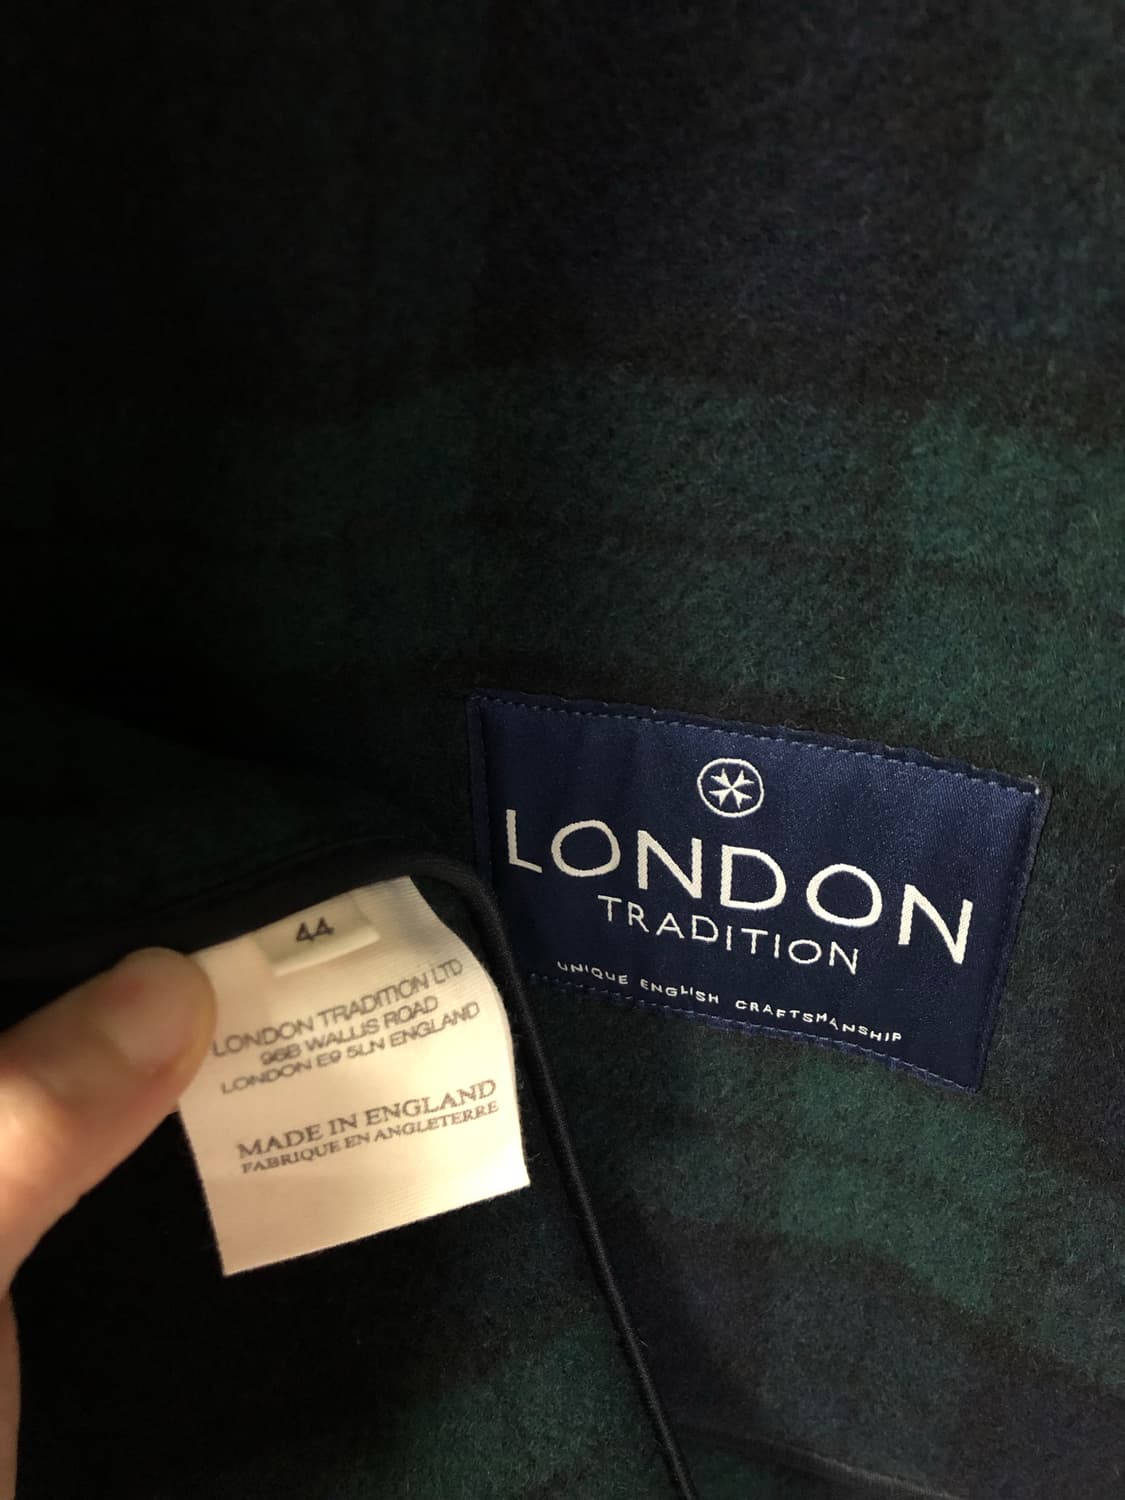 LONDON
TRADITION
UNIQUE ENGLISH CRAFTSMANSHIP
44
LONDON TRADITION LTD
96B WALLIS ROAD
LONDON E9 5LN ENGLAND
MADE IN ENGLAND
FABRIQUE EN ANGLETERRE